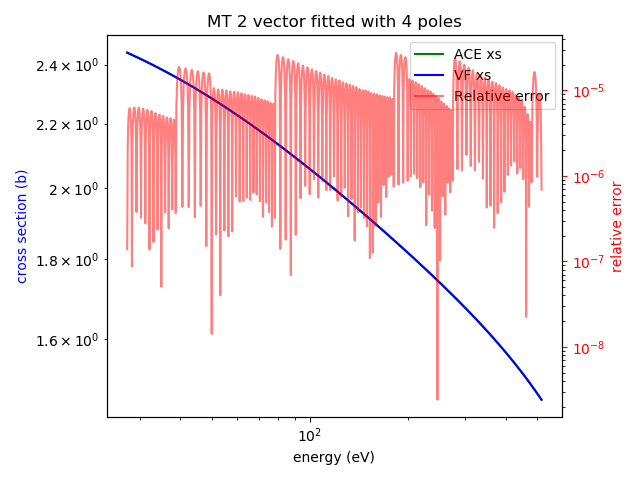 MT 2 vector fitted with 4 poles
ACE xs
VF xs
Relative error
cross section (b)
2.4 × 10⁰
2.2 × 10⁰
2 × 10⁰
1.8 × 10⁰
1.6 × 10⁰
10⁻⁵
10⁻⁶
10⁻⁷
10⁻⁸
relative error
10²
energy (eV)